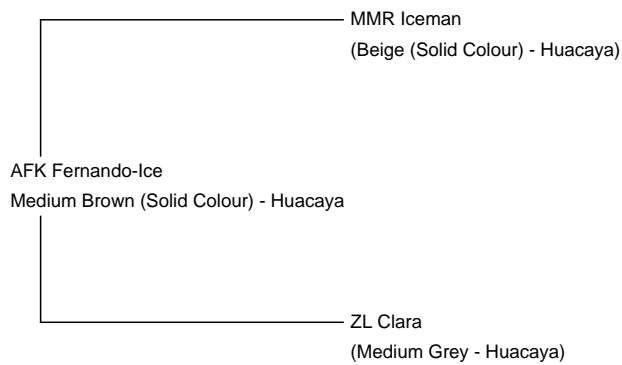 MMR Iceman
(Beige (Solid Colour) - Huacaya)
AFK Fernando-Ice
Medium Brown (Solid Colour) - Huacaya
ZL Clara
(Medium Grey - Huacaya)